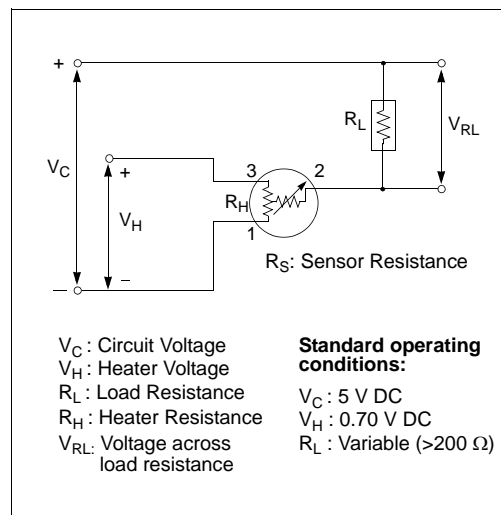 +
R_L
V_RL
V_C
+
3
2
R_H
V_H
1
R_S: Sensor Resistance
—
–
V_C : Circuit Voltage
V_H : Heater Voltage
R_L : Load Resistance
R_H : Heater Resistance
V_RL: Voltage across
load resistance
Standard operating
conditions:
V_C : 5 V DC
V_H : 0.70 V DC
R_L : Variable (>200 Ω)